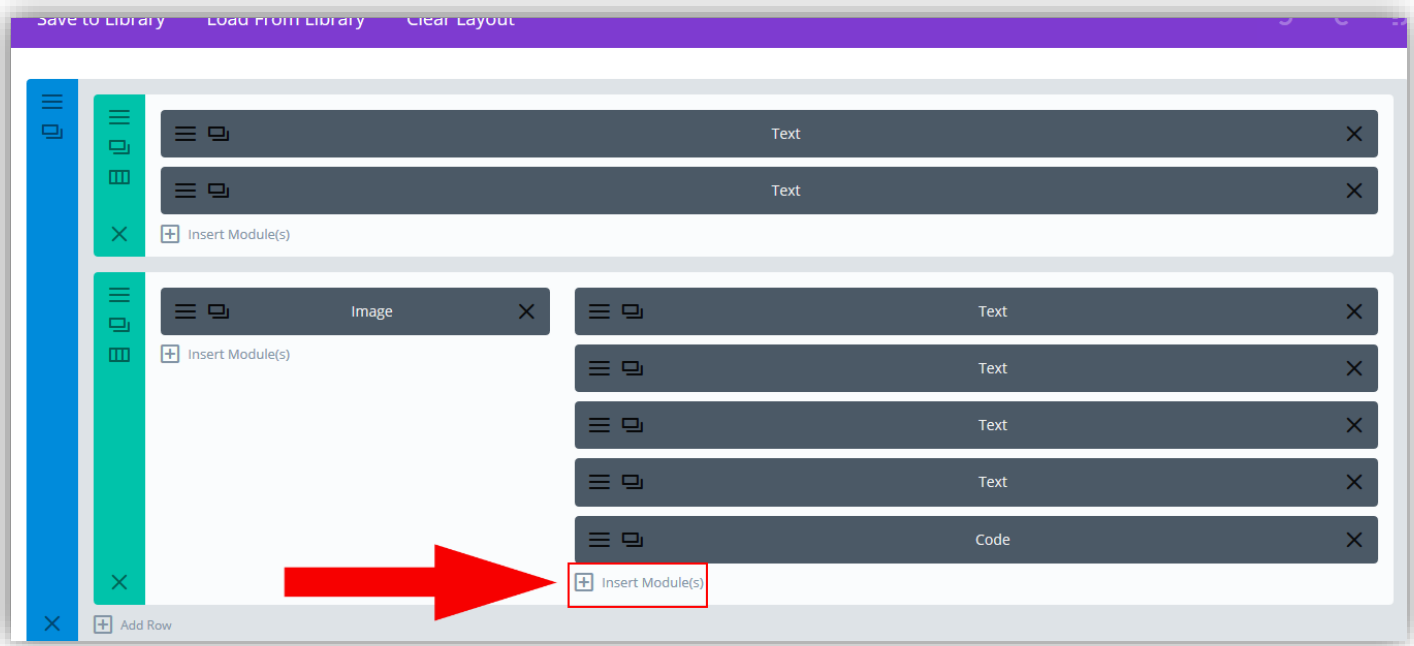 Save to Library Load From Library Clear Layout
Text
Text
Insert Module(s)
Image
Insert Module(s)
Text
Text
Text
Text
Code
Insert Module(s)
Add Row